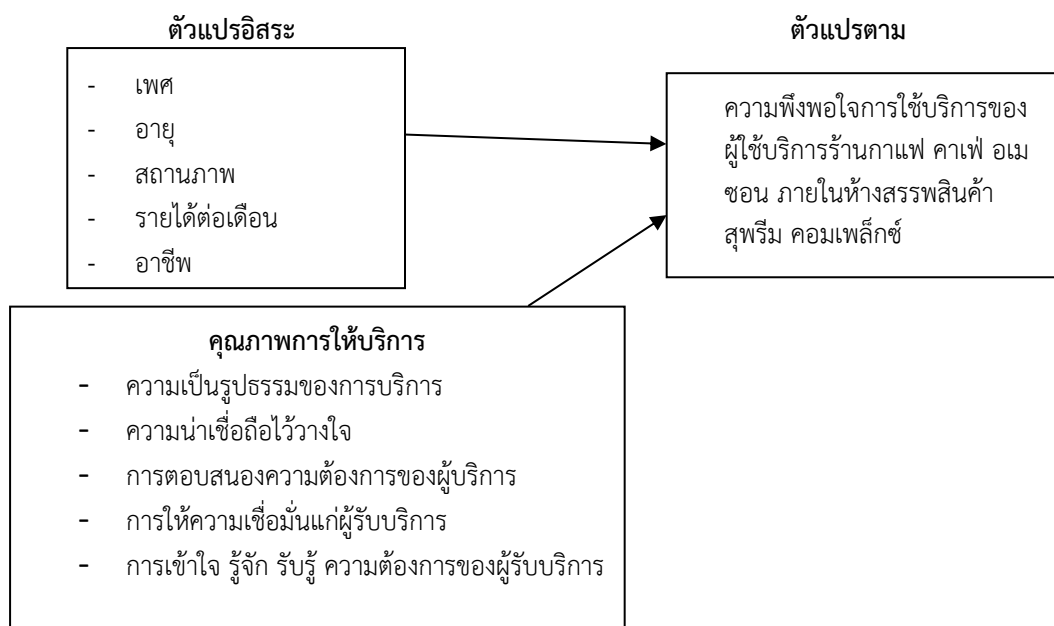 ตัวแปรอิสระ
- เพศ
- อายุ
- สถานภาพ
- รายได้ต่อเดือน
- อาชีพ
ตัวแปรตาม
ความพึงพอใจการใช้บริการของ
ผู้ใช้บริการร้านกาแฟ คาเฟ่ อเม
ซอน ภายในห้างสรรพสินค้า
สุพรีม คอมเพล็กซ์
คุณภาพการให้บริการ
- ความเป็นรูปธรรมของการบริการ
- ความน่าเชื่อถือไว้วางใจ
- การตอบสนองความต้องการของผู้บริการ
- การให้ความเชื่อมั่นแก่ผู้รับบริการ
- การเข้าใจ รู้จัก รับรู้ ความต้องการของผู้รับบริการ